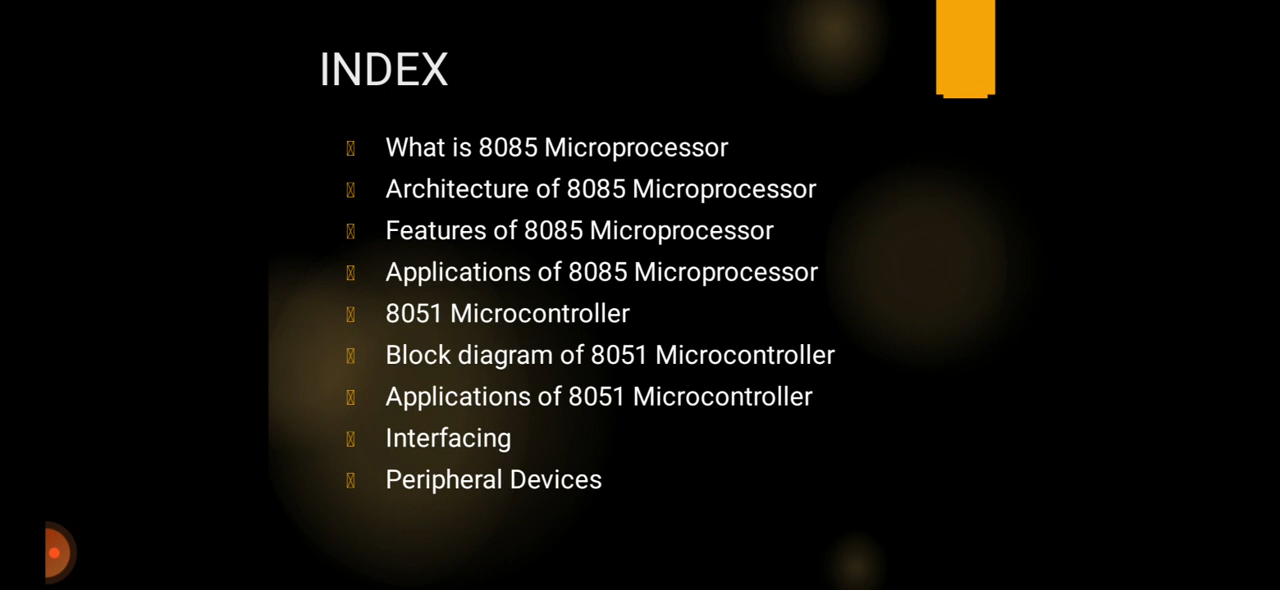 INDEX
What is 8085 Microprocessor
Architecture of 8085 Microprocessor
Features of 8085 Microprocessor
Applications of 8085 Microprocessor
8051 Microcontroller
Block diagram of 8051 Microcontroller
Applications of 8051 Microcontroller
Interfacing
Peripheral Devices